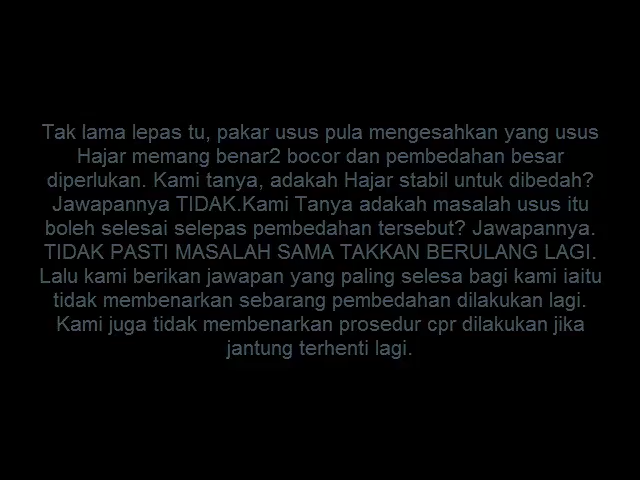 Tak lama lepas tu, pakar usus pula mengesahkan yang usus
Hajar memang benar2 bocor dan pembedahan besar
diperlukan. Kami tanya, adakah Hajar stabil untuk dibedah?
Jawapannya TIDAK.Kami Tanya adakah masalah usus itu
boleh selesai selepas pembedahan tersebut? Jawapannya.
TIDAK PASTI MASALAH SAMA TAKKAN BERULANG LAGI.
Lalu kami berikan jawapan yang paling selesa bagi kami iaitu
tidak membenarkan sebarang pembedahan dilakukan lagi.
Kami juga tidak membenarkan prosedur cpr dilakukan jika
jantung terhenti lagi.